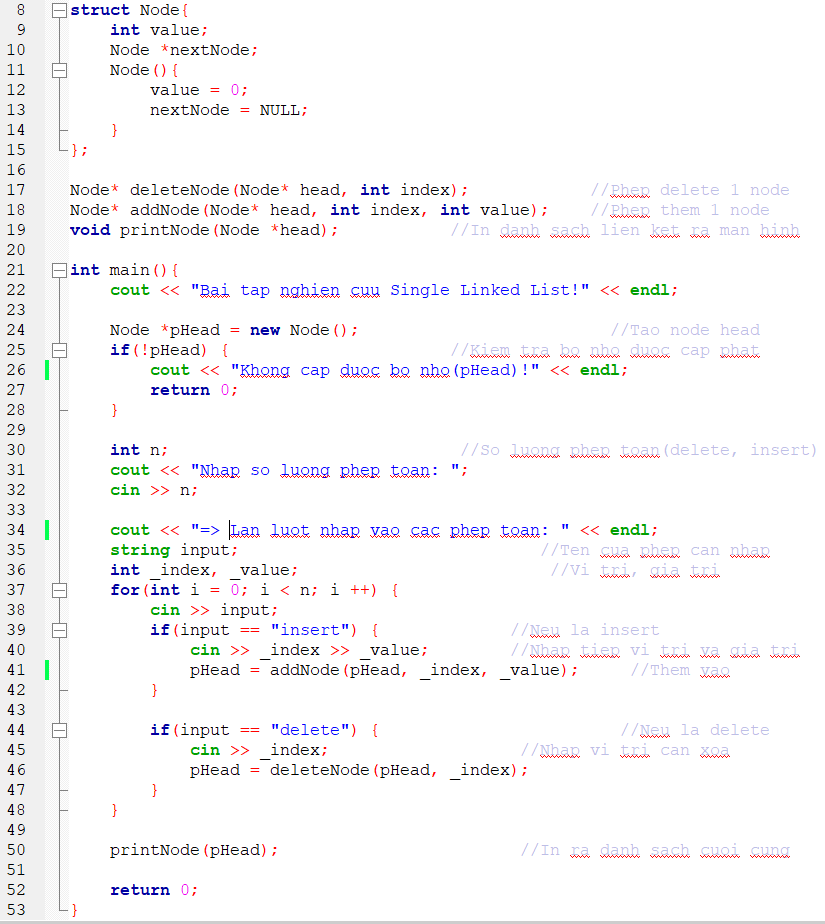 8 struct Node{
9 int value;
10 Node *nextNode;
11 Node(){
12 value = 0;
13 nextNode = NULL;
14 }
15 };
16
17 Node* deleteNode(Node* head, int index); //Phep delete 1 node
18 Node* addNode(Node* head, int index, int value); //Phep them 1 node
19 void printNode(Node *head); //In danh sach lien ket ra man hinh
20
21 int main(){
22 cout << "Bai tap nghien cuu Single Linked List!" << endl;
23
24 Node *pHead = new Node(); //Tao node head
25 if(!pHead) { //Kiem tra bo nho duoc cap phat
26 cout << "Khong cap duoc bo nho(pHead)!" << endl;
27 return 0;
28 }
29
30 int n; //So luong phep toan(delete, insert)
31 cout << "Nhap so luong phep toan: ";
32 cin >> n;
33
34 cout << "=> Lan luot nhap vao cac phep toan: " << endl;
35 string input; //Ten cua phep can nhap
36 int _index, _value; //Vi tri, gia tri
37 for(int i = 0; i < n; i ++) {
38 cin >> input;
39 if(input == "insert") { //Neu la insert
40 cin >> _index >> _value; //Nhap tiep vi tri va gia tri
41 pHead = addNode(pHead, _index, _value); //Them vao
42 }
43
44 if(input == "delete") { //Neu la delete
45 cin >> _index; //Nhap vi tri can xoa
46 pHead = deleteNode(pHead, _index);
47 }
48 }
49
50 printNode(pHead); //In ra danh sach cuoi cung
51
52 return 0;
53 }